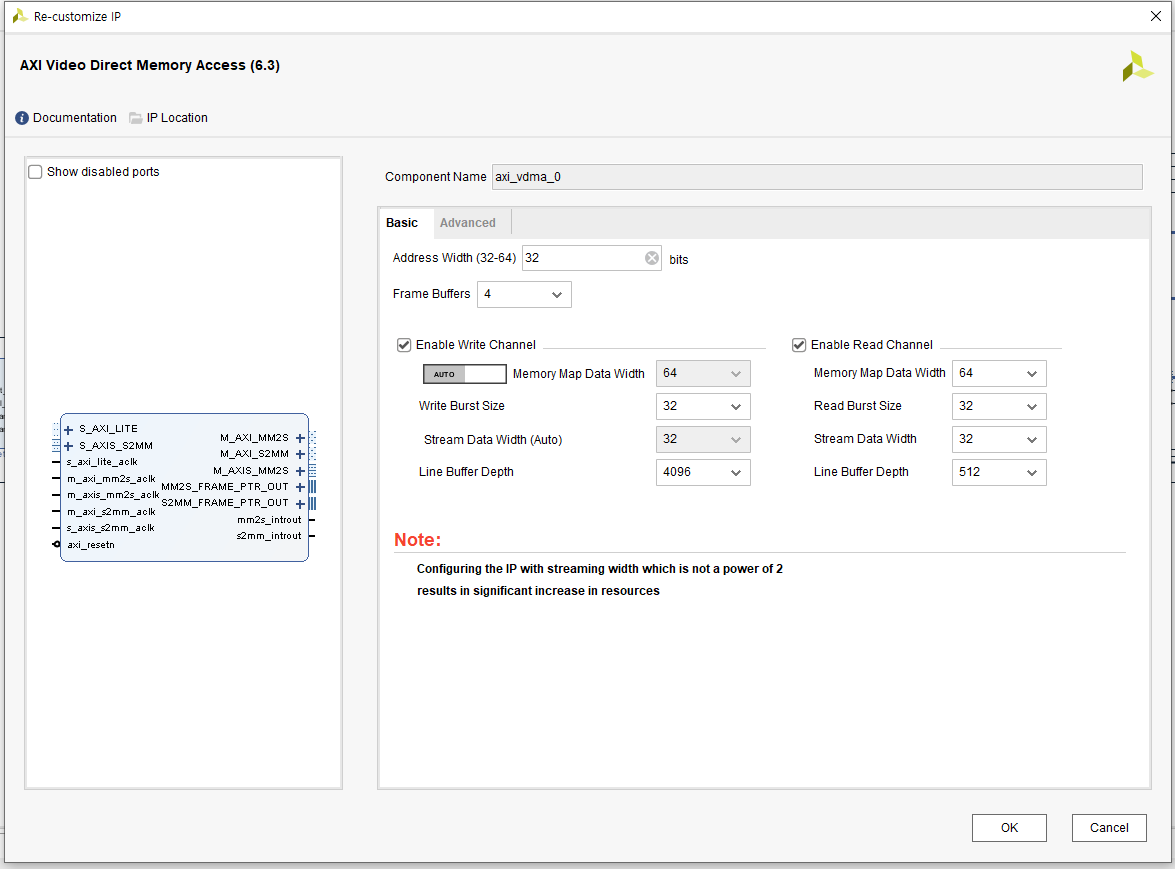 Re-customize IP
AXI Video Direct Memory Access (6.3)
i Documentation IP Location
Show disabled ports
S_AXI_LITE
S_AXIS_S2MM
s_axi_lite_aclk
m_axi_mm2s_aclk
m_axis_mm2s_aclk
m_axi_s2mm_aclk
s_axis_s2mm_aclk
axi_resetn
M_AXI_MM2S
M_AXI_S2MM
M_AXIS_MM2S
MM2S_FRAME_PTR_OUT
S2MM_FRAME_PTR_OUT
mm2s_introut
s2mm_introut
Component Name axi_vdma_0
Basic Advanced
Address Width (32-64) 32 bits
Frame Buffers 4
Enable Write Channel
AUTO Memory Map Data Width 64
Write Burst Size 32
Stream Data Width (Auto) 32
Line Buffer Depth 4096
Enable Read Channel
Memory Map Data Width 64
Read Burst Size 32
Stream Data Width 32
Line Buffer Depth 512
Note:
Configuring the IP with streaming width which is not a power of 2
results in significant increase in resources
OK Cancel